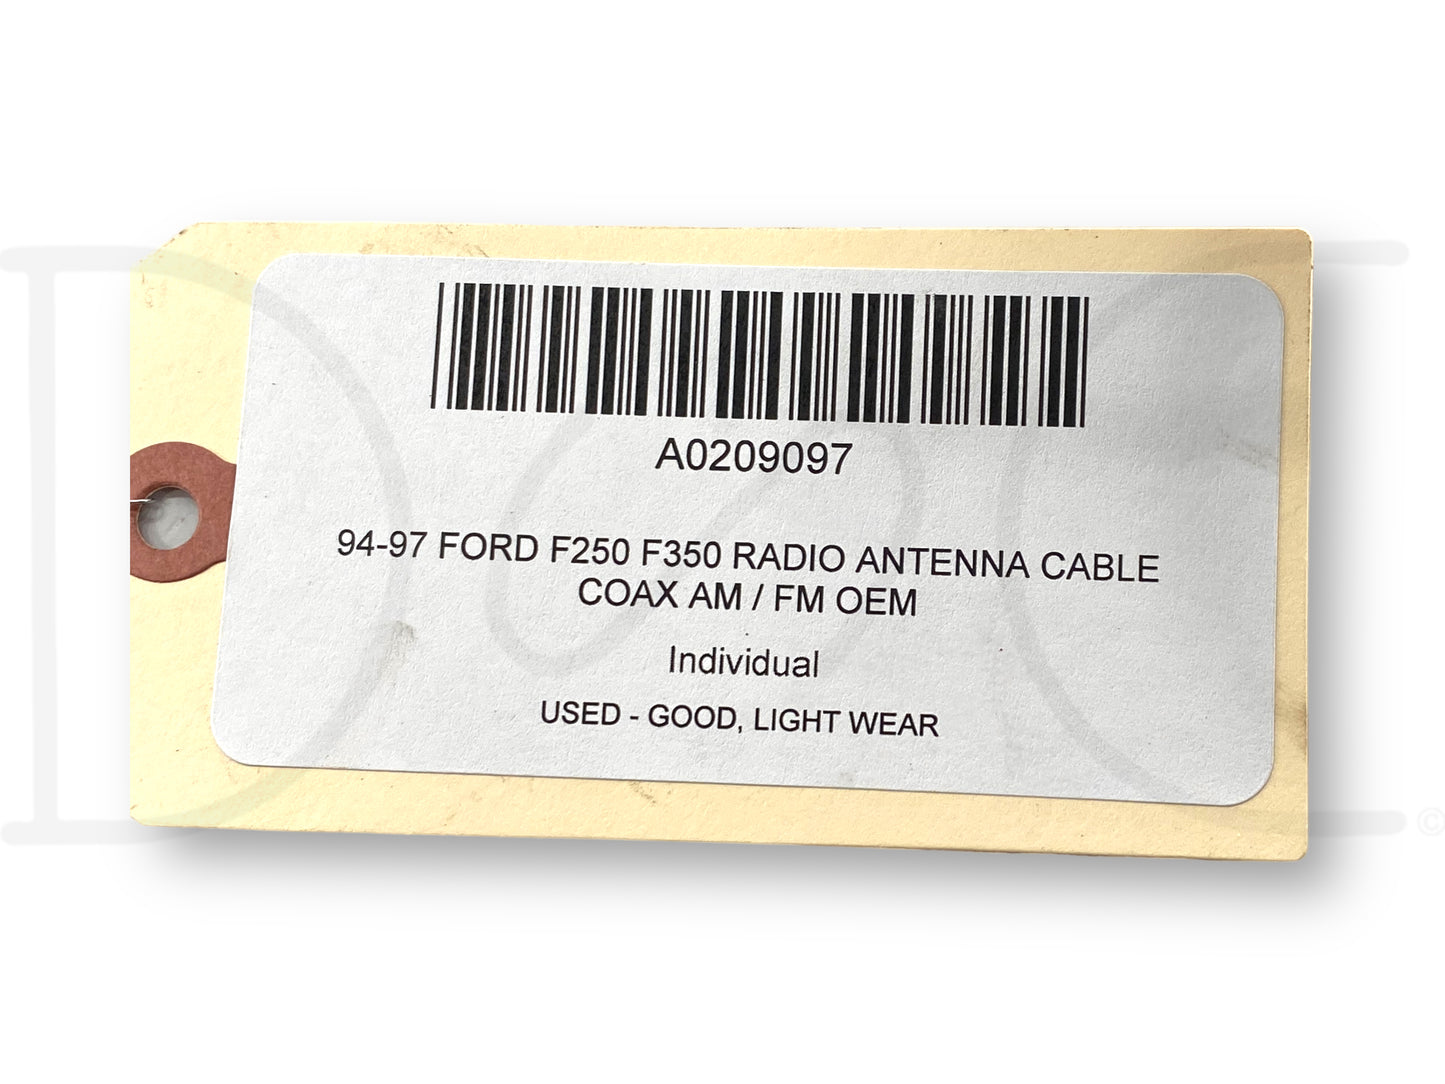 A0209097
94-97 FORD F250 F350 RADIO ANTENNA CABLE
COAX AM / FM OEM
Individual
USED - GOOD, LIGHT WEAR
©